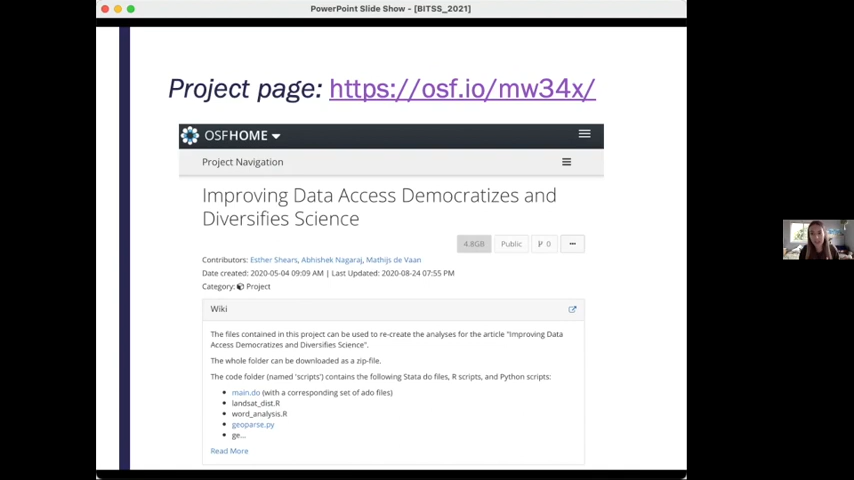 PowerPoint Slide Show - [BITSS_2021]
Project page: https://osf.io/mw34x/
OSFHOME
Project Navigation
Improving Data Access Democratizes and
Diversifies Science
4.8GB Public 0 ...
Contributors: Esther Shears, Abhishek Nagaraj, Mathijs de Vaan
Date created: 2020-05-04 09:09 AM | Last Updated: 2020-08-24 07:55 PM
Category: Project
Wiki
The files contained in this project can be used to re-create the analyses for the article "Improving Data
Access Democratizes and Diversifies Science".
The whole folder can be downloaded as a zip-file.
The code folder (named 'scripts') contains the following Stata do files, R scripts, and Python scripts:
main.do (with a corresponding set of ado files)
landsat_dist.R
word_analysis.R
geoparse.py
ge...
Read More